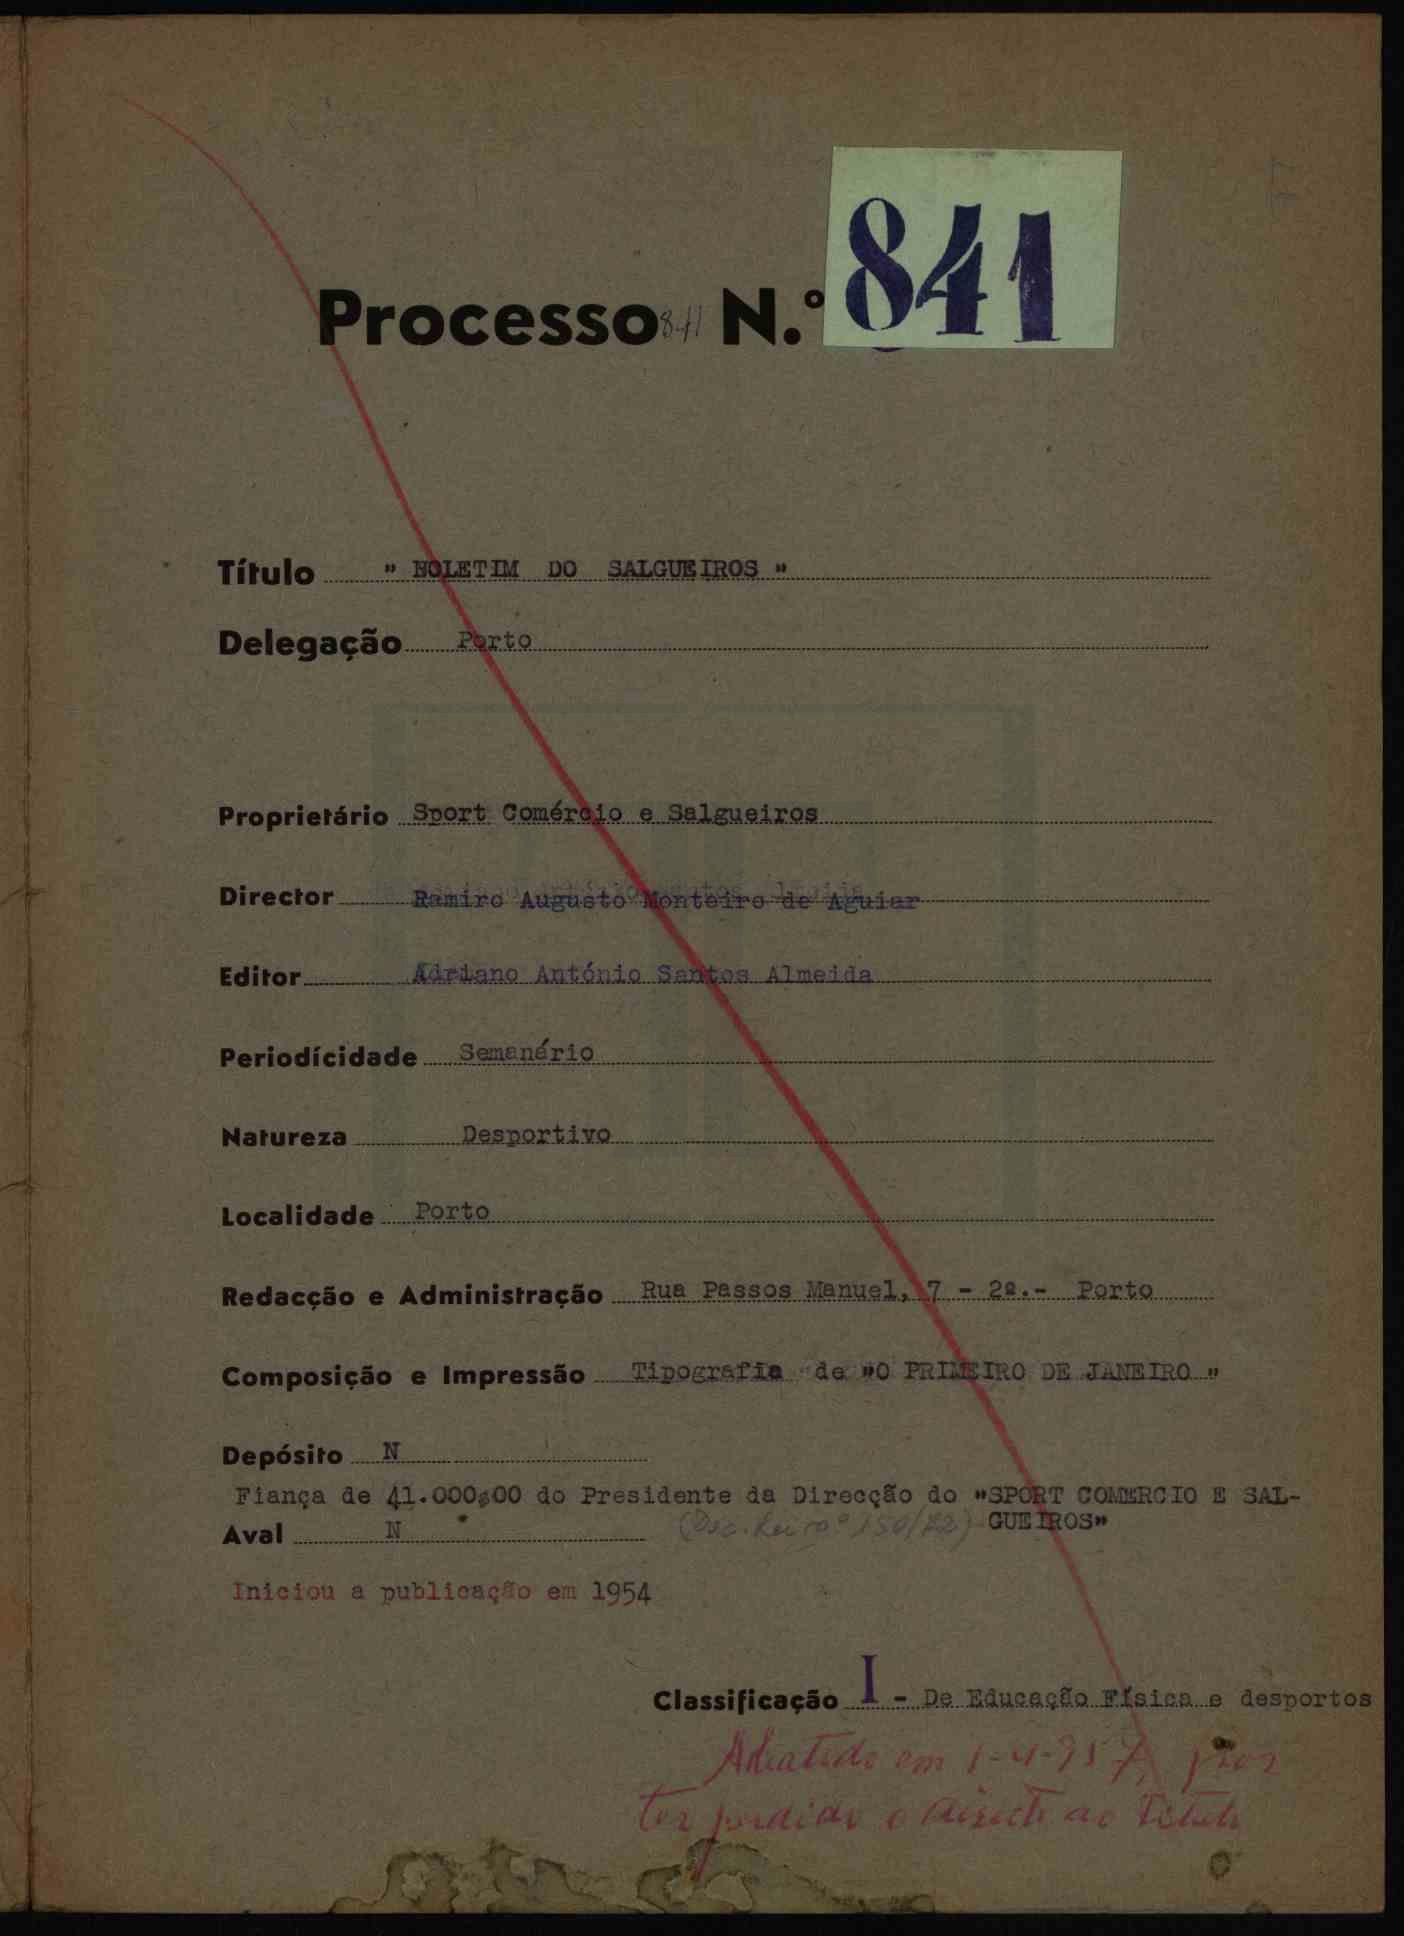 841
Processo 841 N.º
Título " BOLETIM DO SALGUEIROS "
Delegação Porto
Proprietário Sport Comércio e Salgueiros
Director Ramiro Augusto Monteiro de Aguiar
Editor Adriano António Santos Almeida
Periodícidade Semanário
Natureza Desportivo
Localidade Porto
Redacção e Administração Rua Passos Manuel, 7 - 2º.- Porto
Composição e Impressão Tipografia de "O PRIMEIRO DE JANEIRO "
Depósito N
Fiança de 41.000$00 do Presidente da Direcção do "SPORT COMERCIO E SAL-
GUEIROS"
Aval N (Dec. Lei nº 150/72)
Iniciou a publicação em 1954
Classificação I - De Educação Física e desportos
Abatido em 1-4-957, por
ter perdido o direito ao Título